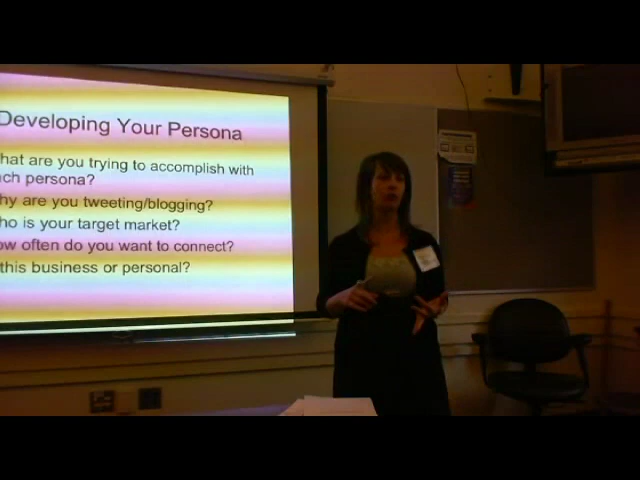 Developing Your Persona
hat are you trying to accomplish with
ch persona?
hy are you tweeting/blogging?
ho is your target market?
ow often do you want to connect?
this business or personal?